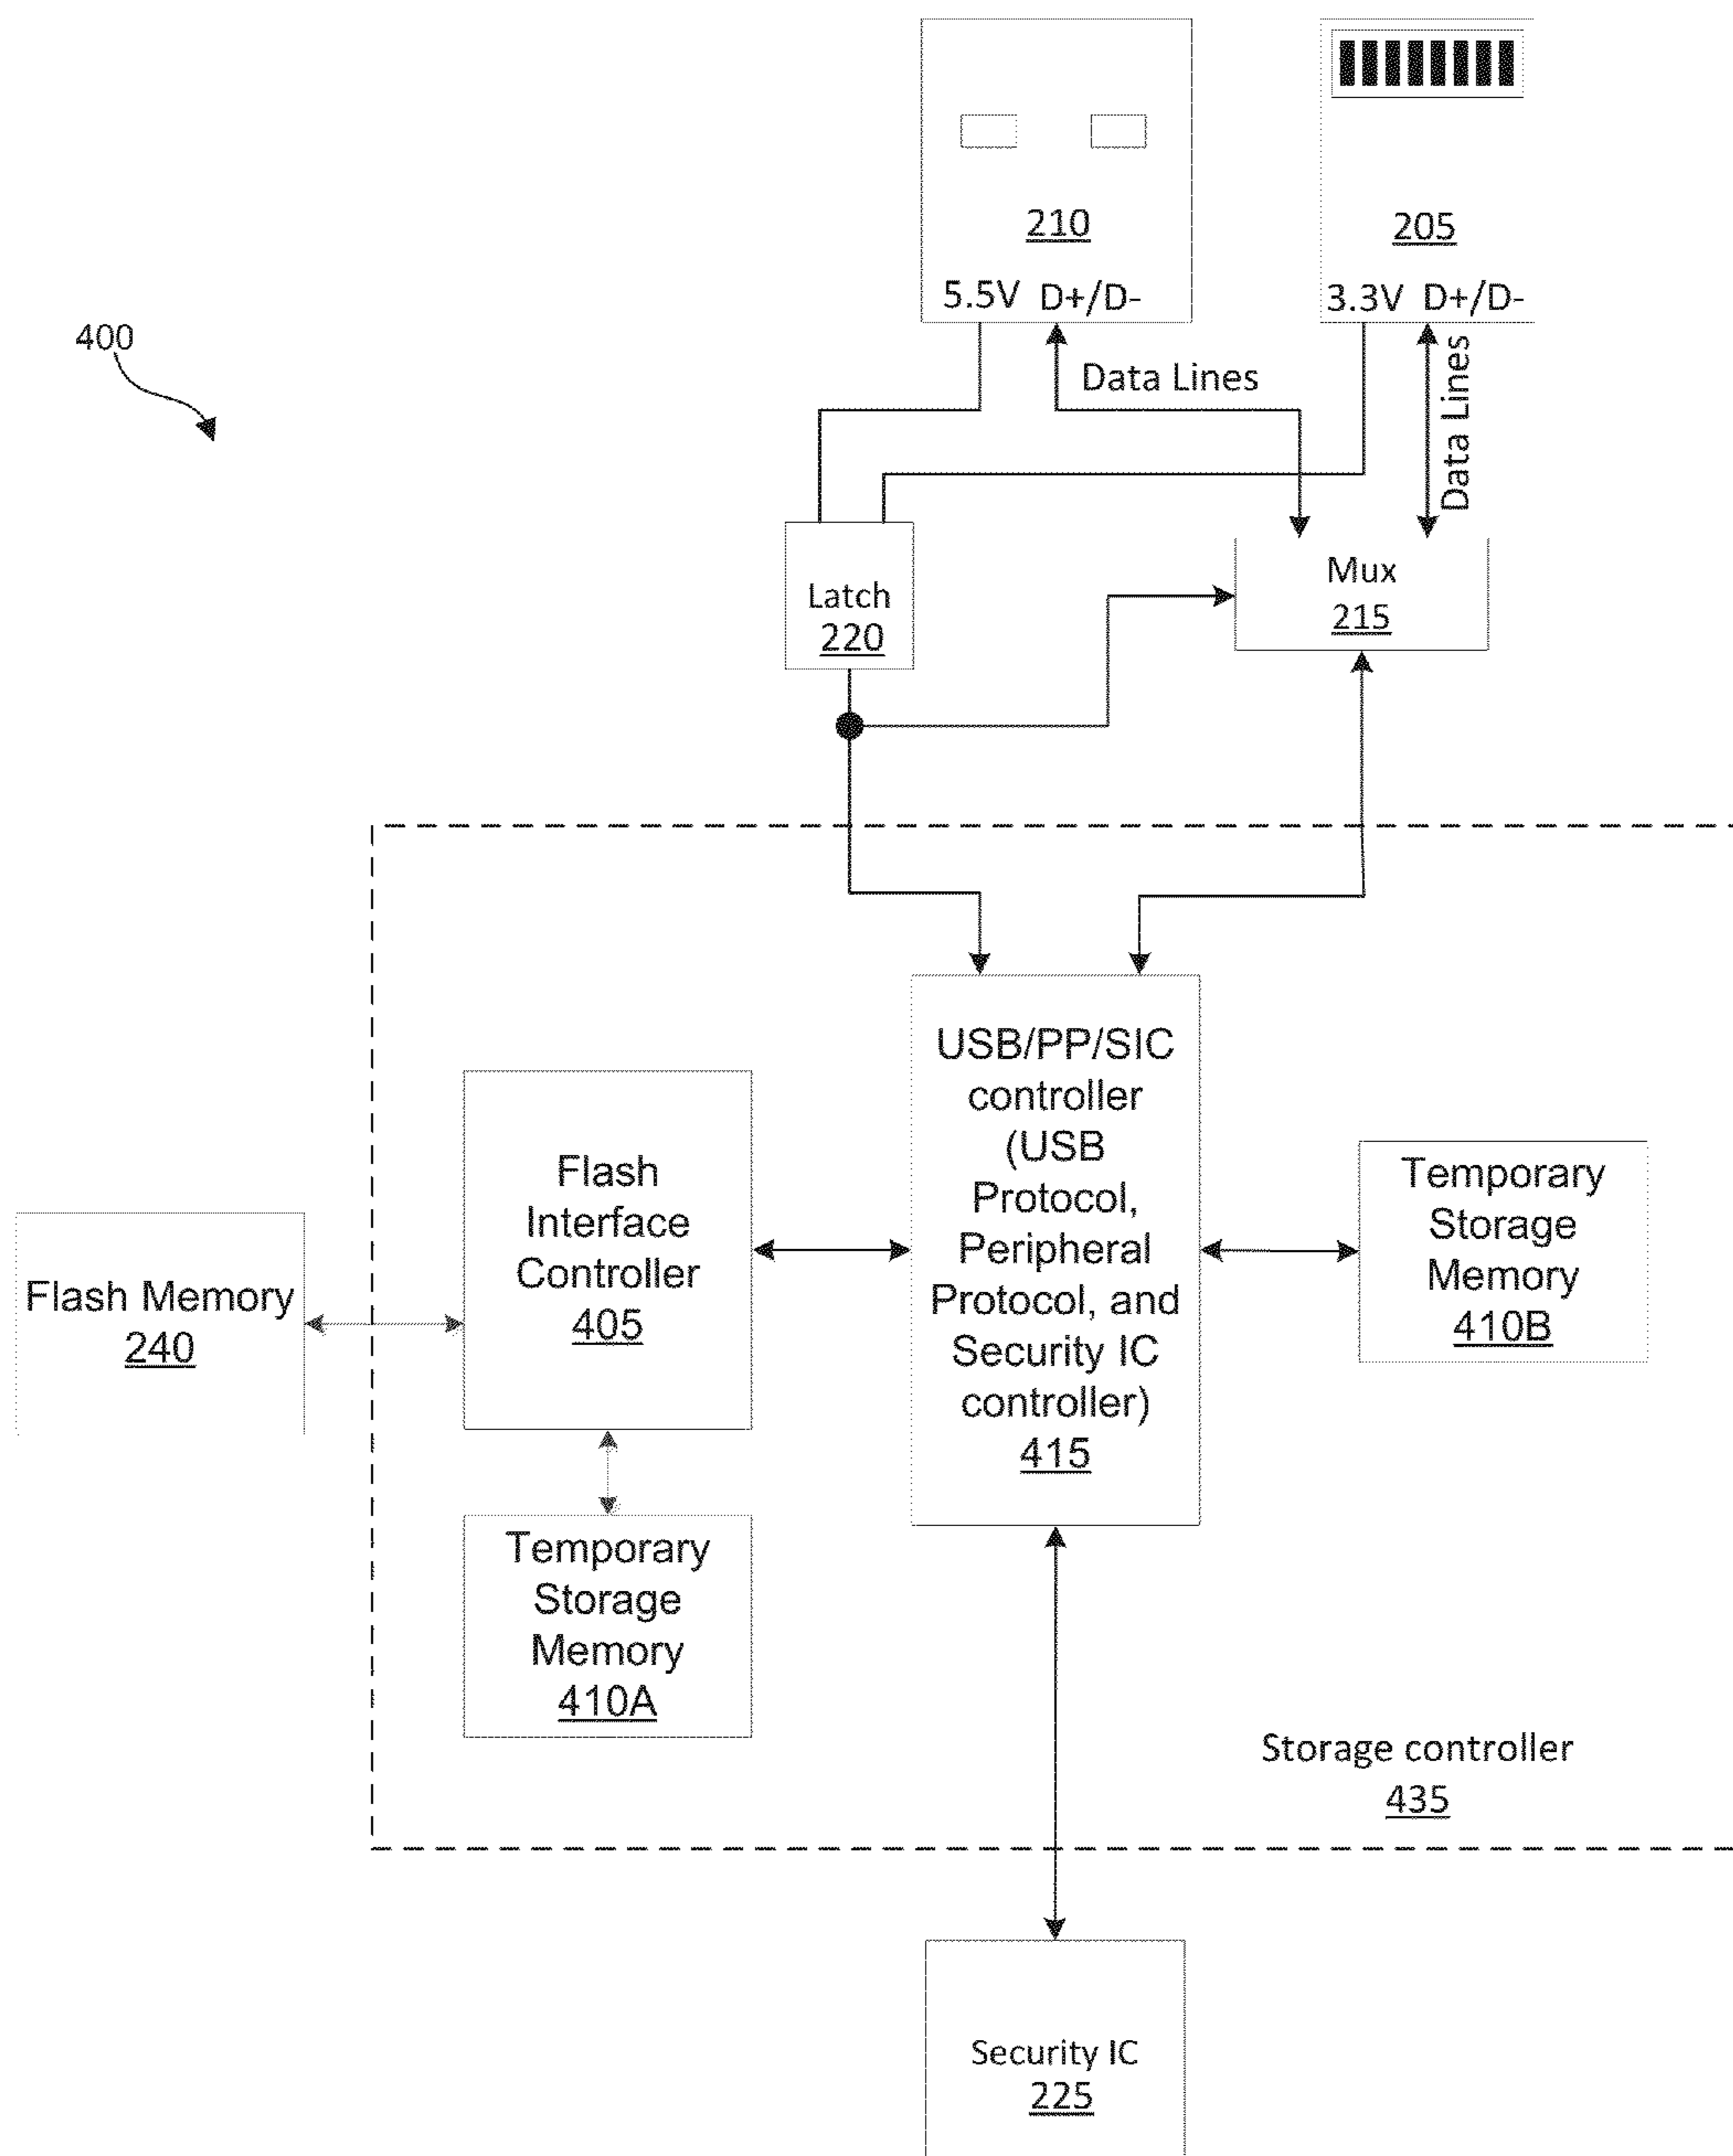 210
205
5.5V D+/D-
3.3V D+/D-
400
Data Lines
Data Lines
Latch
220
Mux
215
USB/PP/SIC
controller
(USB
Protocol,
Peripheral
Protocol, and
Security IC
controller)
415
Flash
Interface
Controller
405
Temporary
Storage
Memory
410B
Flash Memory
240
Temporary
Storage
Memory
410A
Storage controller
435
Security IC
225